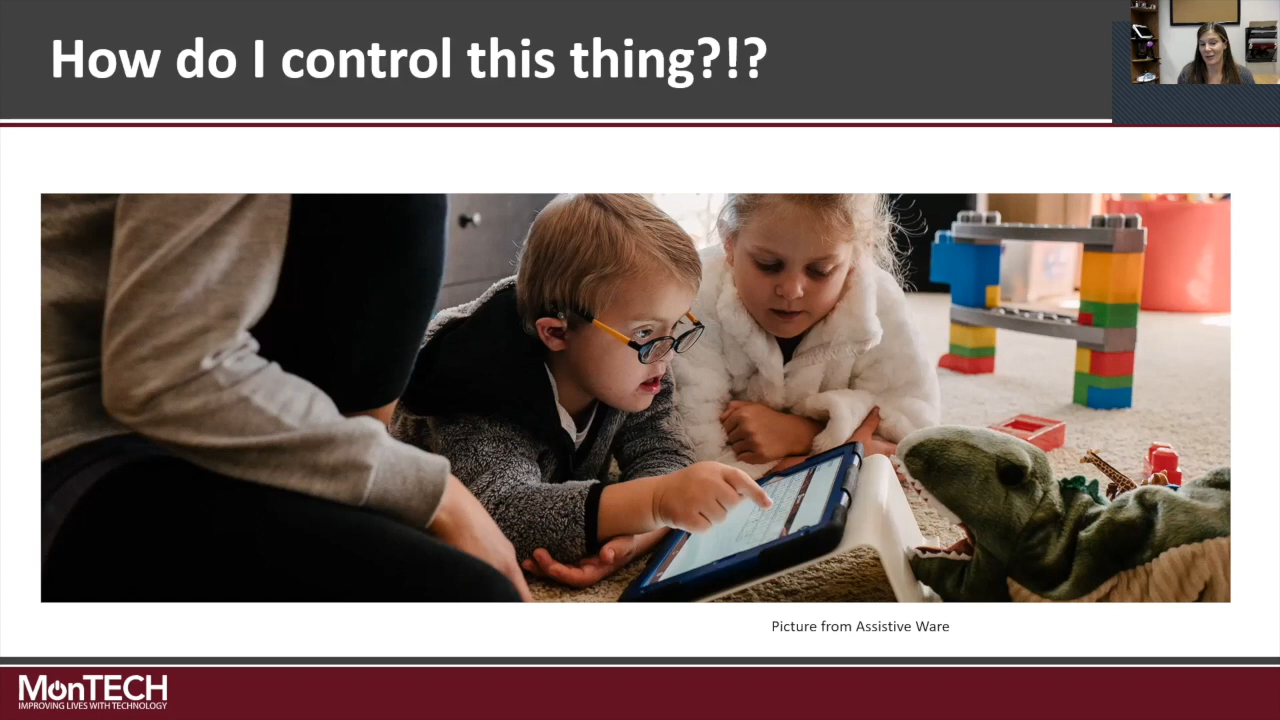 How do I control this thing?!?
Picture from Assistive Ware
MonTECH
IMPROVING LIVES WITH TECHNOLOGY